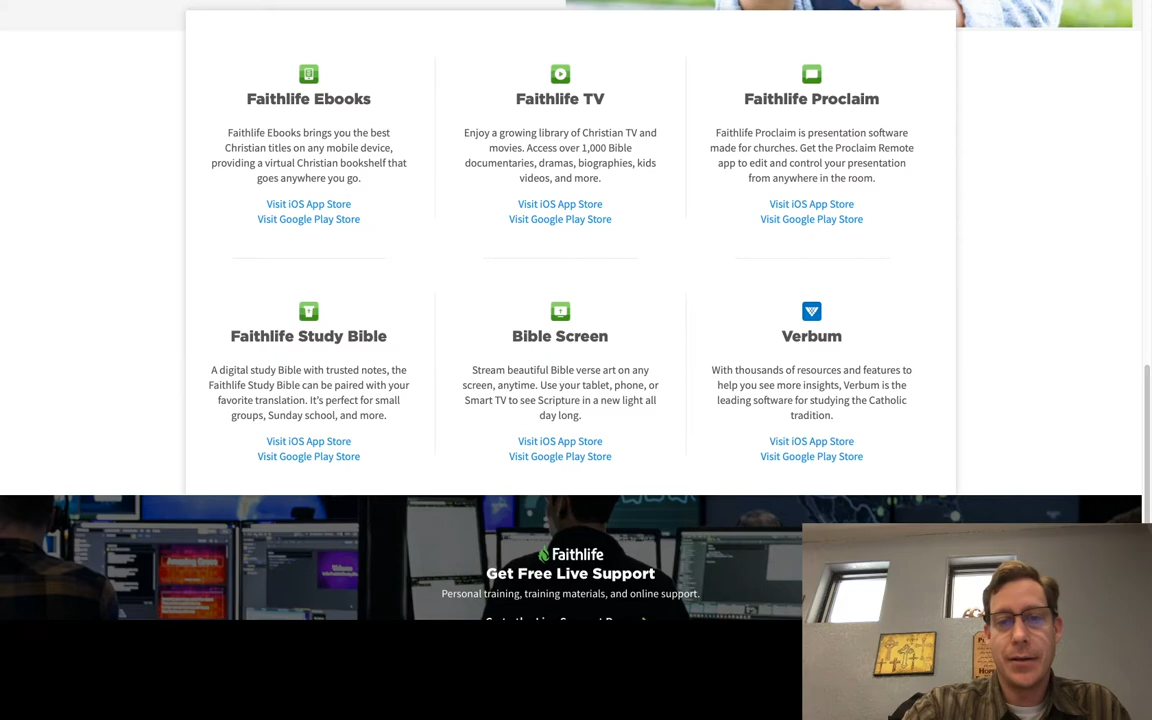 Faithlife Ebooks
Faithlife Ebooks brings you the best
Christian titles on any mobile device,
providing a virtual Christian bookshelf that
goes anywhere you go.
Visit iOS App Store
Visit Google Play Store
Faithlife TV
Enjoy a growing library of Christian TV and
movies. Access over 1,000 Bible
documentaries, dramas, biographies, kids
videos, and more.
Visit iOS App Store
Visit Google Play Store
Faithlife Proclaim
Faithlife Proclaim is presentation software
made for churches. Get the Proclaim Remote
app to edit and control your presentation
from anywhere in the room.
Visit iOS App Store
Visit Google Play Store
Faithlife Study Bible
A digital study Bible with trusted notes, the
Faithlife Study Bible can be paired with your
favorite translation. It's perfect for small
groups, Sunday school, and more.
Visit iOS App Store
Visit Google Play Store
Bible Screen
Stream beautiful Bible verse art on any
screen, anytime. Use your tablet, phone, or
Smart TV to see Scripture in a new light all
day long.
Visit iOS App Store
Visit Google Play Store
Verbum
With thousands of resources and features to
help you see more insights, Verbum is the
leading software for studying the Catholic
tradition.
Visit iOS App Store
Visit Google Play Store
Amazing Grace
Faithlife
Get Free Live Support
Personal training, training materials, and online support.